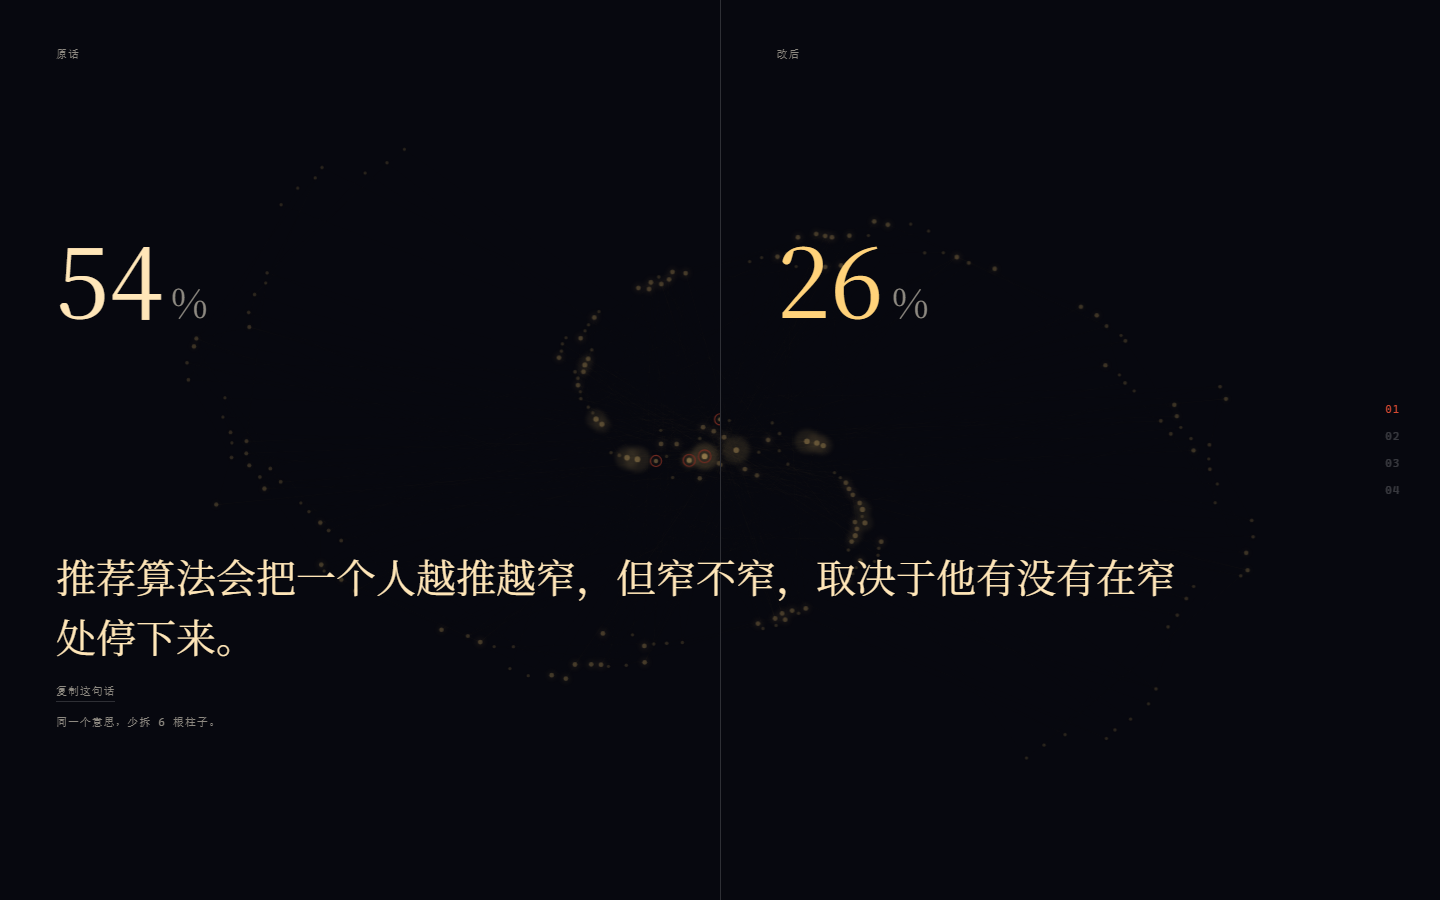 原话
改后
54 %
26 %
01
02
03
04
推荐算法会把一个人越推越窄，但窄不窄，取决于他有没有在窄
处停下来。
复制这句话
同一个意思，少拆 6 根柱子。